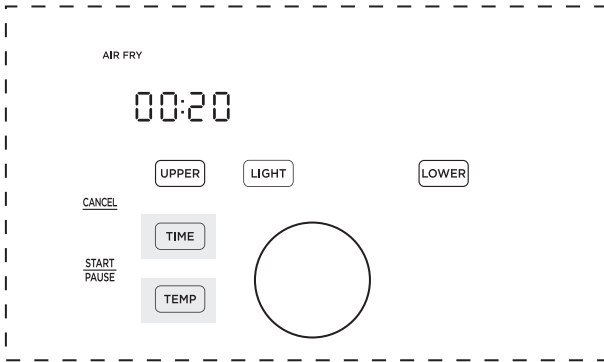 AIR FRY
00:20
UPPER
LIGHT
LOWER
CANCEL
TIME
START
PAUSE
TEMP